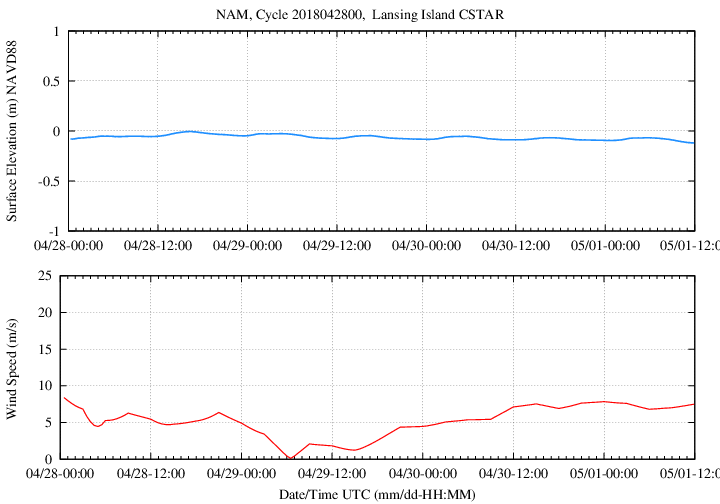 NAM, Cycle 2018042800,  Lansing Island CSTAR
Surface Elevation (m) NAVD88
1
0.5
0
-0.5
-1
04/28-00:00 04/28-12:00 04/29-00:00 04/29-12:00 04/30-00:00 04/30-12:00 05/01-00:00 05/01-12:0
Wind Speed (m/s)
25
20
15
10
5
0
04/28-00:00 04/28-12:00 04/29-00:00 04/29-12:00 04/30-00:00 04/30-12:00 05/01-00:00 05/01-12:0
Date/Time UTC (mm/dd-HH:MM)